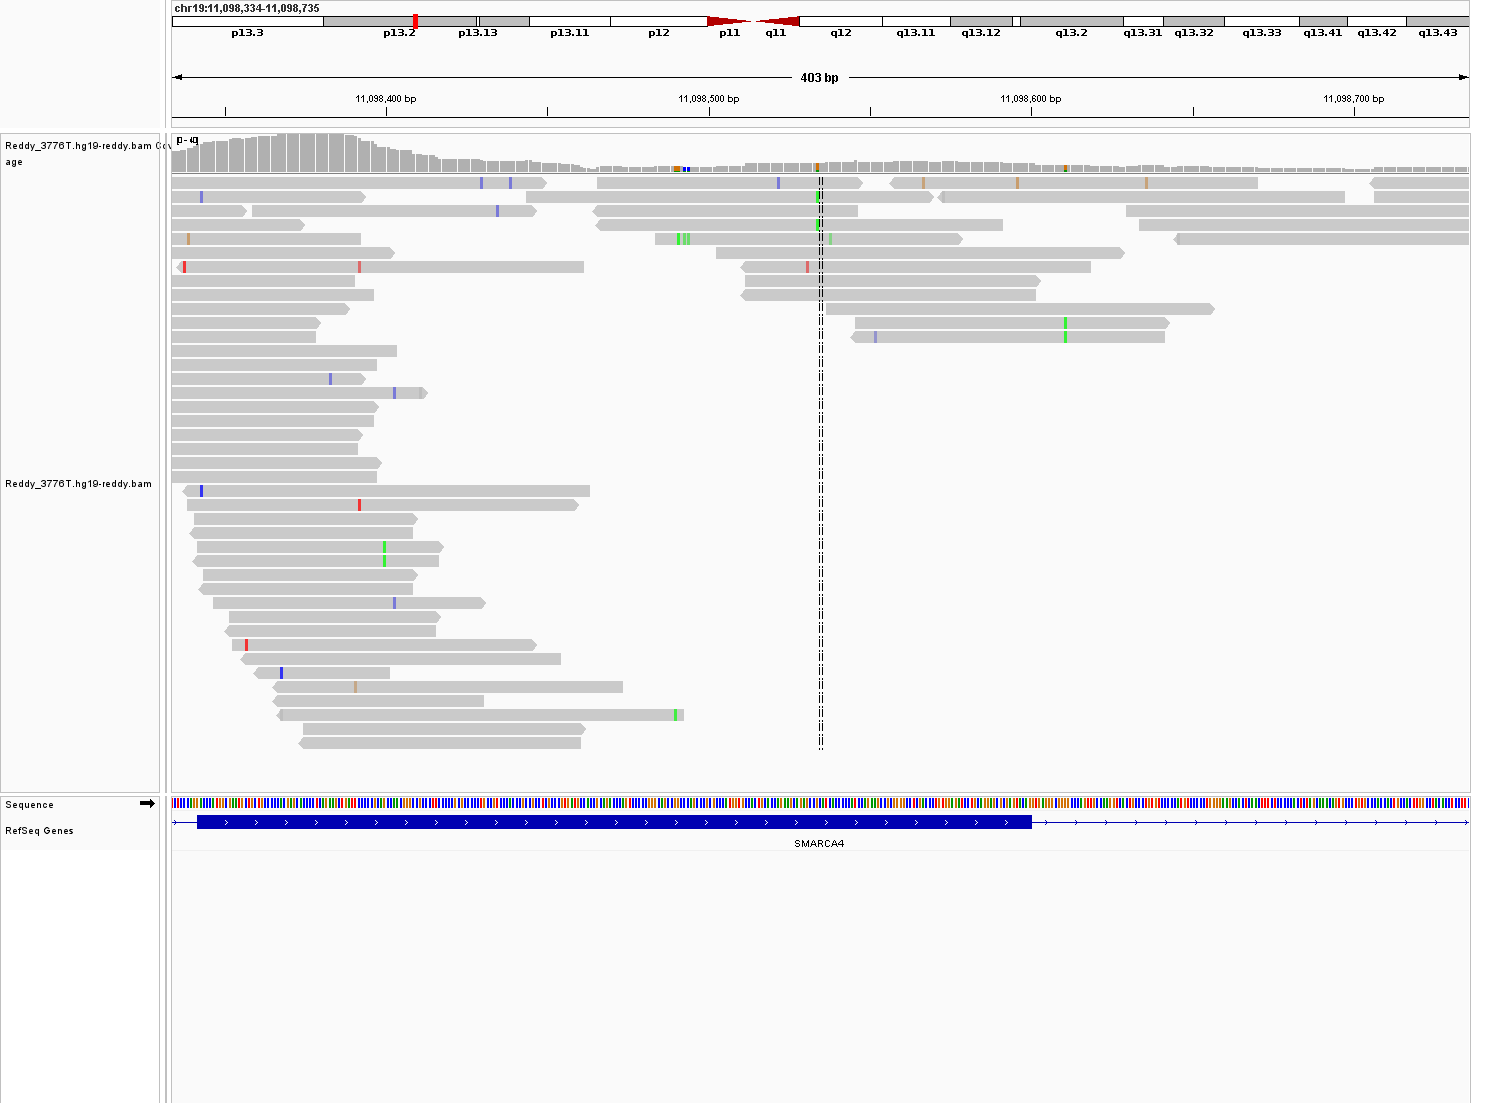 chr19:11,098,334-11,098,735
p13.3 p13.2 p13.13 p13.11 p12 p11 q11 q12 q13.11 q13.12 q13.2 q13.31 q13.32 q13.33 q13.41 q13.42 q13.43
403 bp
11,098,400 bp 11,098,500 bp 11,098,600 bp 11,098,700 bp
Reddy_3776T.hg19-reddy.bam Cov
age
Reddy_3776T.hg19-reddy.bam
Sequence
RefSeq Genes
SMARCA4